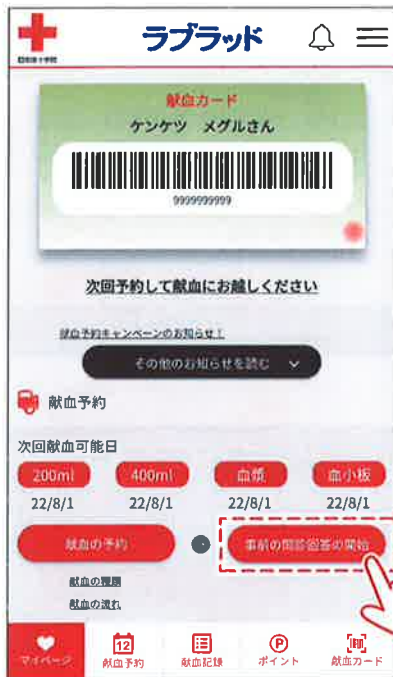 ラブラッド
献血カード
ケンケツ メグルさん
9999999999
次回予約して献血にお越しください
献血予約キャンペーンのお知らせ!
その他のお知らせを読む
献血予約
次回献血可能日
200ml 400ml 血漿 血小板
22/8/1 22/8/1 22/8/1 22/8/1
献血の予約 事前の問診回答の開始
献血の種類
献血の流れ
マイページ 12 献血予約 献血記録 P ポイント 献血カード